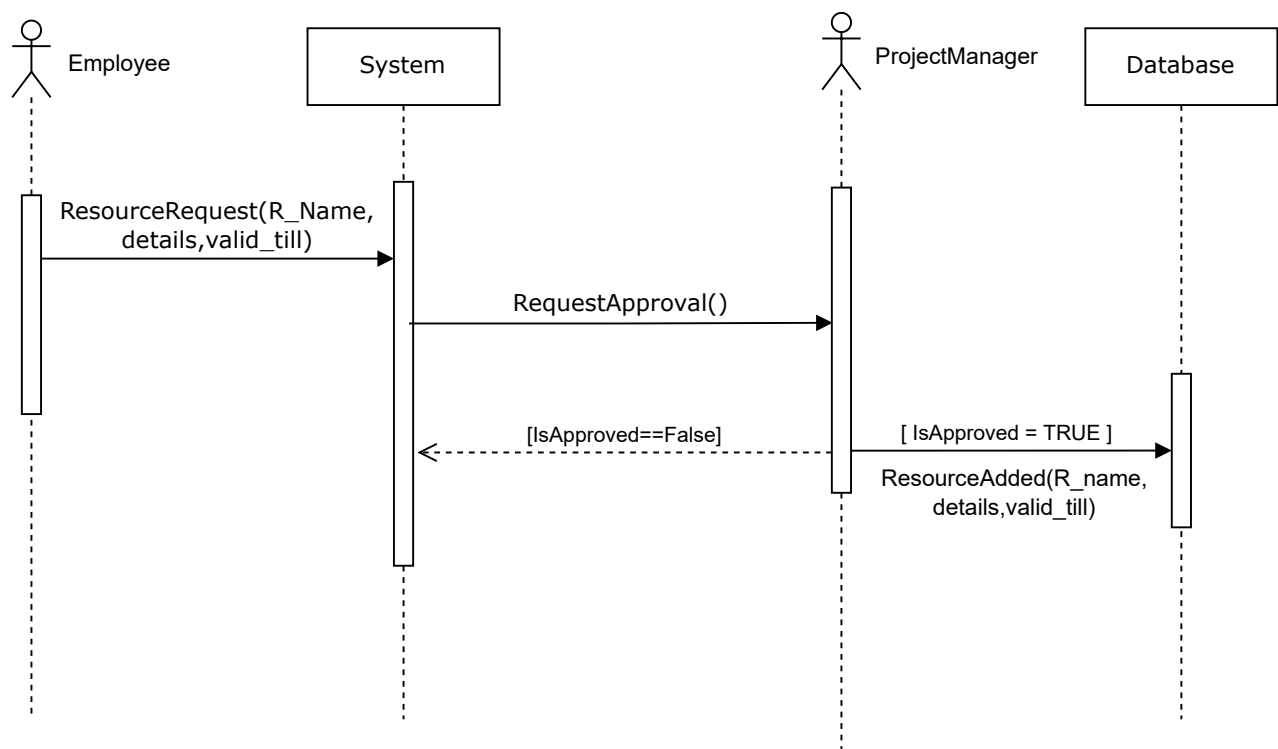 Employee
System
ProjectManager
Database
ResourceRequest(R_Name,
details,valid_till)
RequestApproval()
[IsApproved==False]
[ IsApproved = TRUE ]
ResourceAdded(R_name,
details,valid_till)